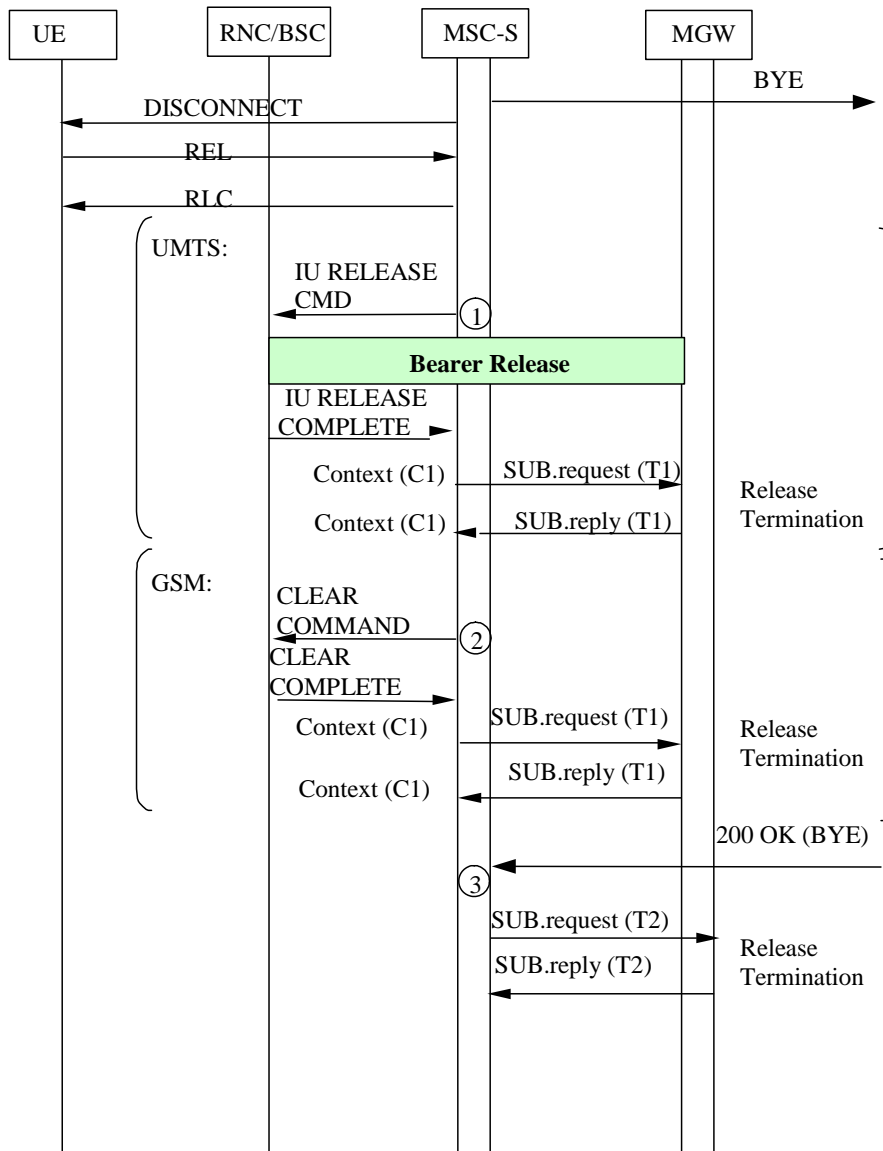 UE
RNC/BSC
MSC-S
MGW
BYE
DISCONNECT
REL
RLC
UMTS:
IU RELEASE
CMD
1
Bearer Release
IU RELEASE
COMPLETE
Context (C1)
SUB.request (T1)
Release
Termination
Context (C1)
SUB.reply (T1)
GSM:
CLEAR
COMMAND
2
CLEAR
COMPLETE
Context (C1)
SUB.request (T1)
Release
Termination
Context (C1)
SUB.reply (T1)
200 OK (BYE)
3
SUB.request (T2)
Release
Termination
SUB.reply (T2)